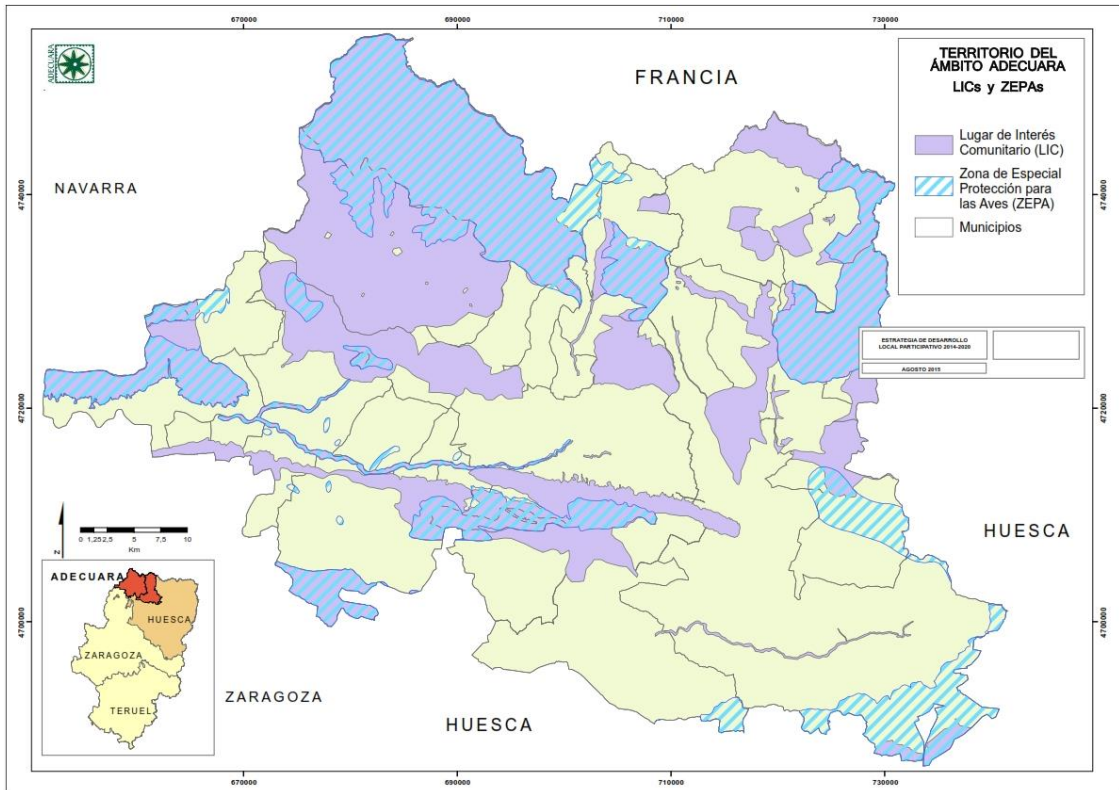 670000
690000
710000
730000
ADECUARA
FRANCIA
TERRITORIO DEL
ÁMBITO ADECUARA
LICs y ZEPAs
Lugar de Interés
Comunitario (LIC)
Zona de Especial
Protección para
las Aves (ZEPA)
Municipios
NAVARRA
4740000
4740000
ESTRATEGIA DE DESARROLLO
LOCAL PARTICIPATIVO 2014-2020
AGOSTO 2015
4720000
4720000
HUESCA
N
0 1,25 2,5 5 7,5 10
Km
ADECUARA
HUESCA
ZARAGOZA
TERUEL
4700000
4700000
ZARAGOZA
HUESCA
670000
690000
710000
730000